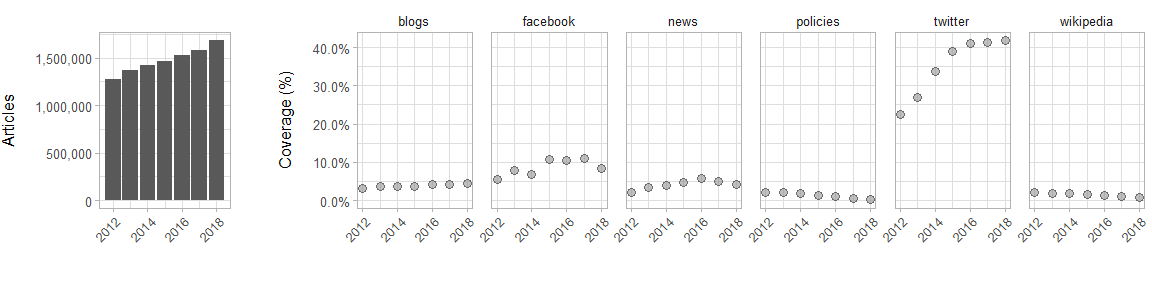 Articles
1,500,000
1,000,000
500,000
0
2012 2014 2016 2018
Coverage (%)
40.0%
30.0%
20.0%
10.0%
0.0%
blogs
2012 2014 2016 2018
facebook
2012 2014 2016 2018
news
2012 2014 2016 2018
policies
2012 2014 2016 2018
twitter
2012 2014 2016 2018
wikipedia
2012 2014 2016 2018